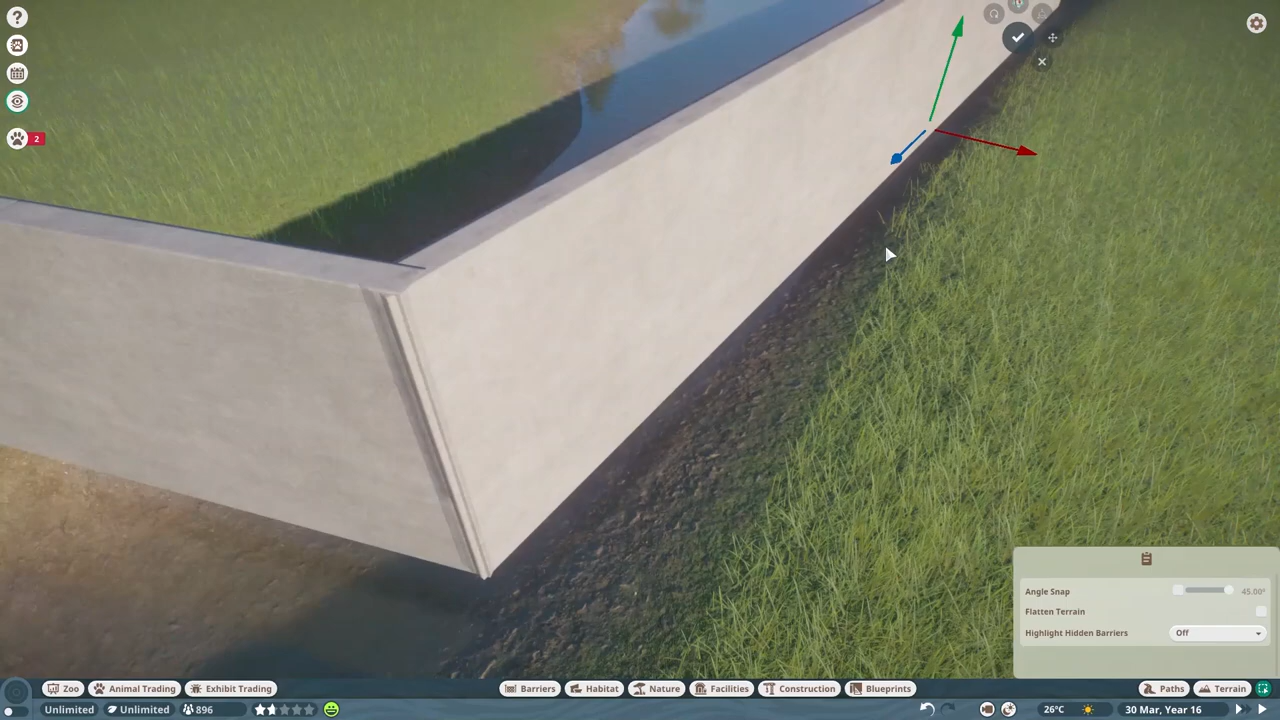 ?
2
Angle Snap 45.00°
Flatten Terrain
Highlight Hidden Barriers Off
Zoo Animal Trading Exhibit Trading Barriers Habitat Nature Facilities Construction Blueprints Paths Terrain
Unlimited Unlimited 896 26°C 30 Mar, Year 16